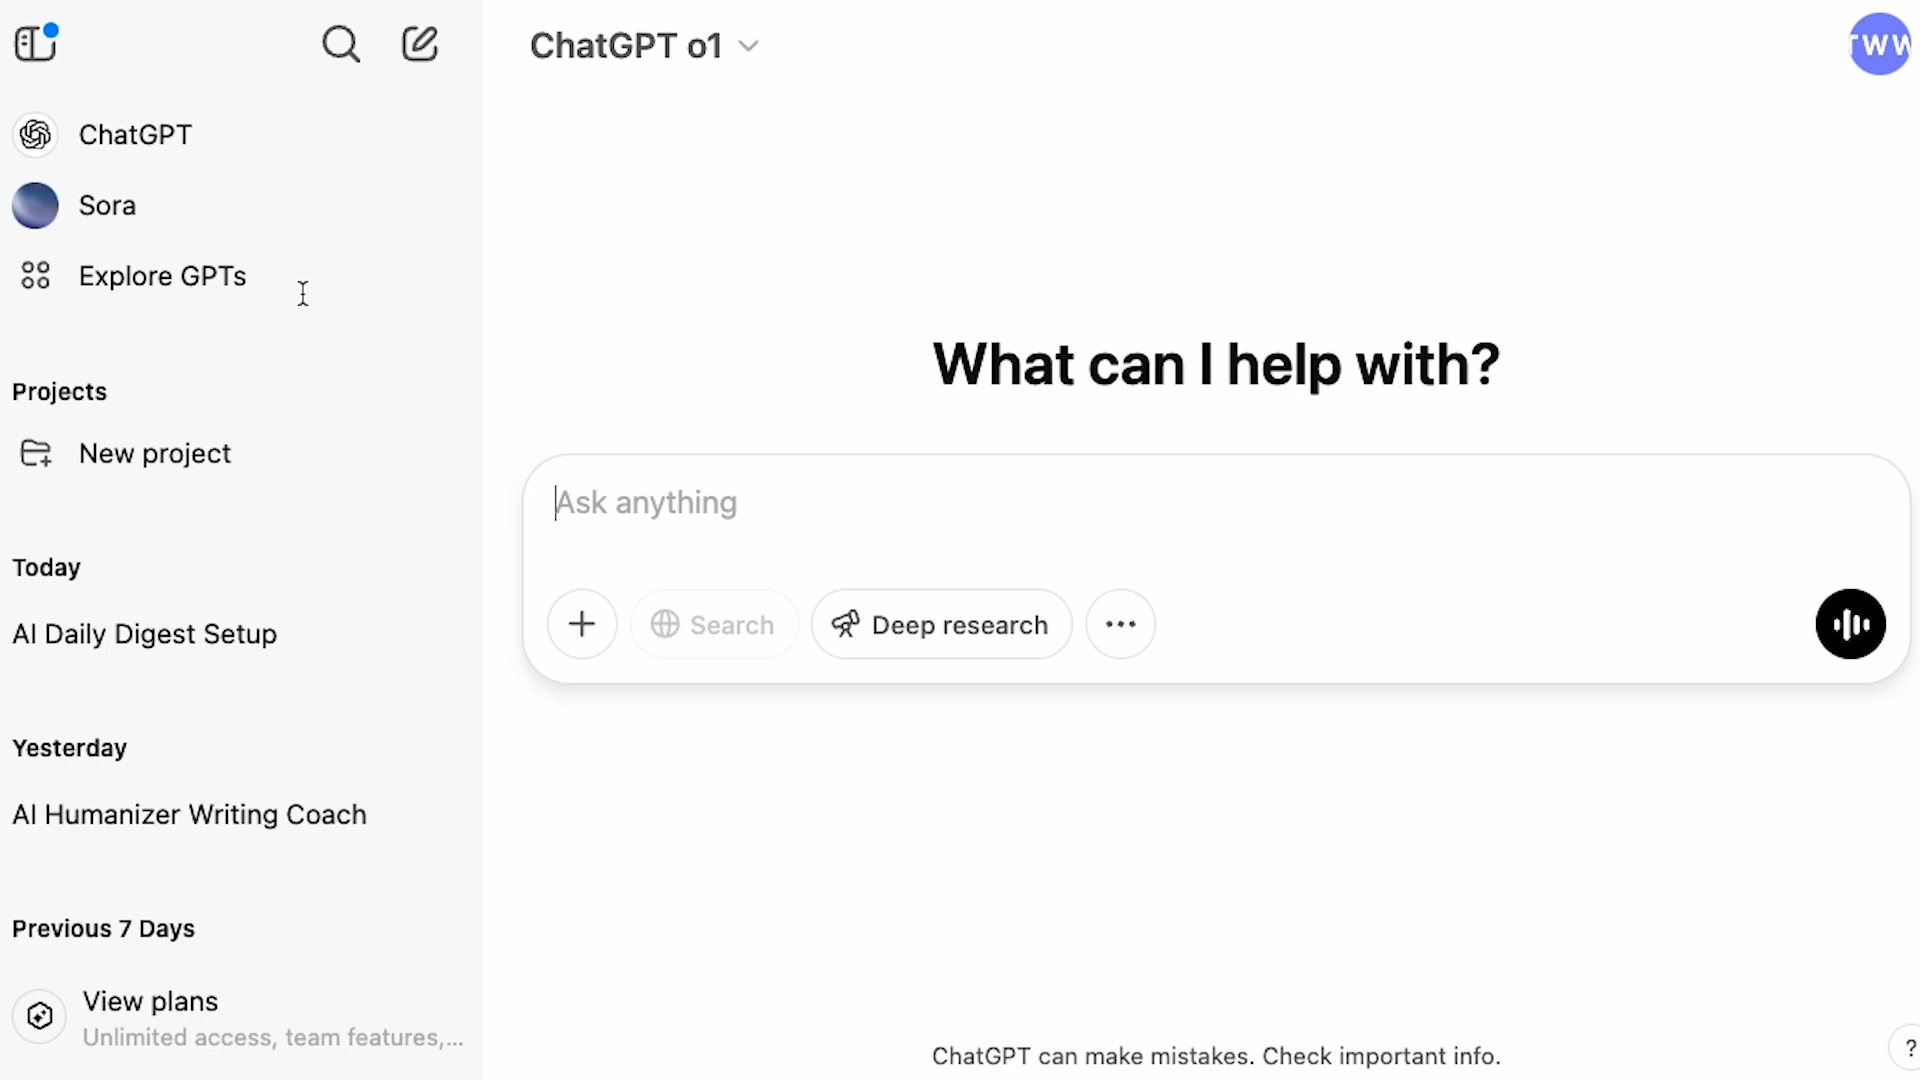 ChatGPT o1
TWW
ChatGPT
Sora
Explore GPTs
Projects
New project
Today
AI Daily Digest Setup
Yesterday
AI Humanizer Writing Coach
Previous 7 Days
View plans
Unlimited access, team features,...
What can I help with?
Ask anything
Search
Deep research
ChatGPT can make mistakes. Check important info.
?